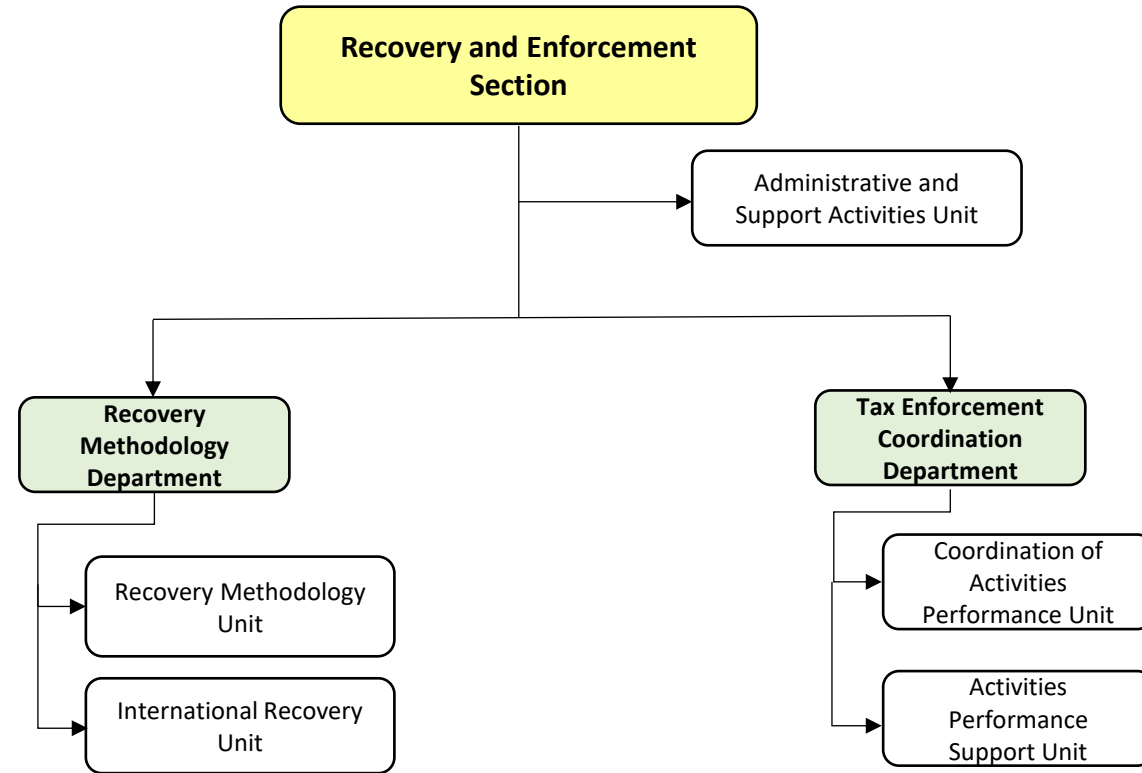 Recovery and Enforcement
Section
Administrative and
Support Activities Unit
Recovery
Methodology
Department
Tax Enforcement
Coordination
Department
Recovery Methodology
Unit
International Recovery
Unit
Coordination of
Activities
Performance Unit
Activities
Performance
Support Unit